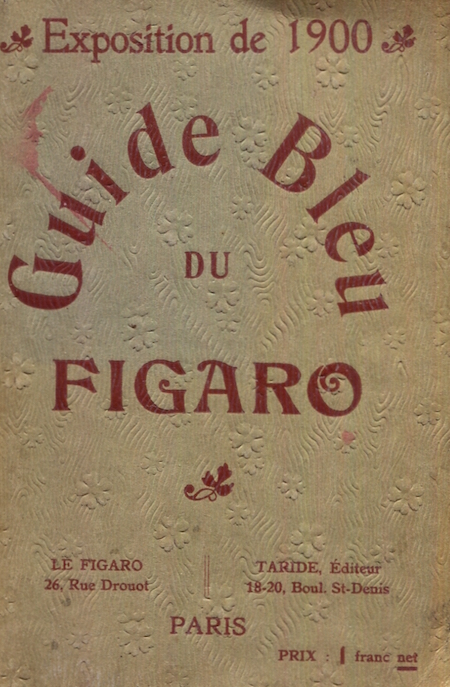 Exposition de 1900
Guide Bleu
DU
FIGARO
LE FIGARO
26, Rue Drouot
TARIDE, Éditeur
18-20, Boul. St-Denis
PARIS
PRIX : 1 franc net